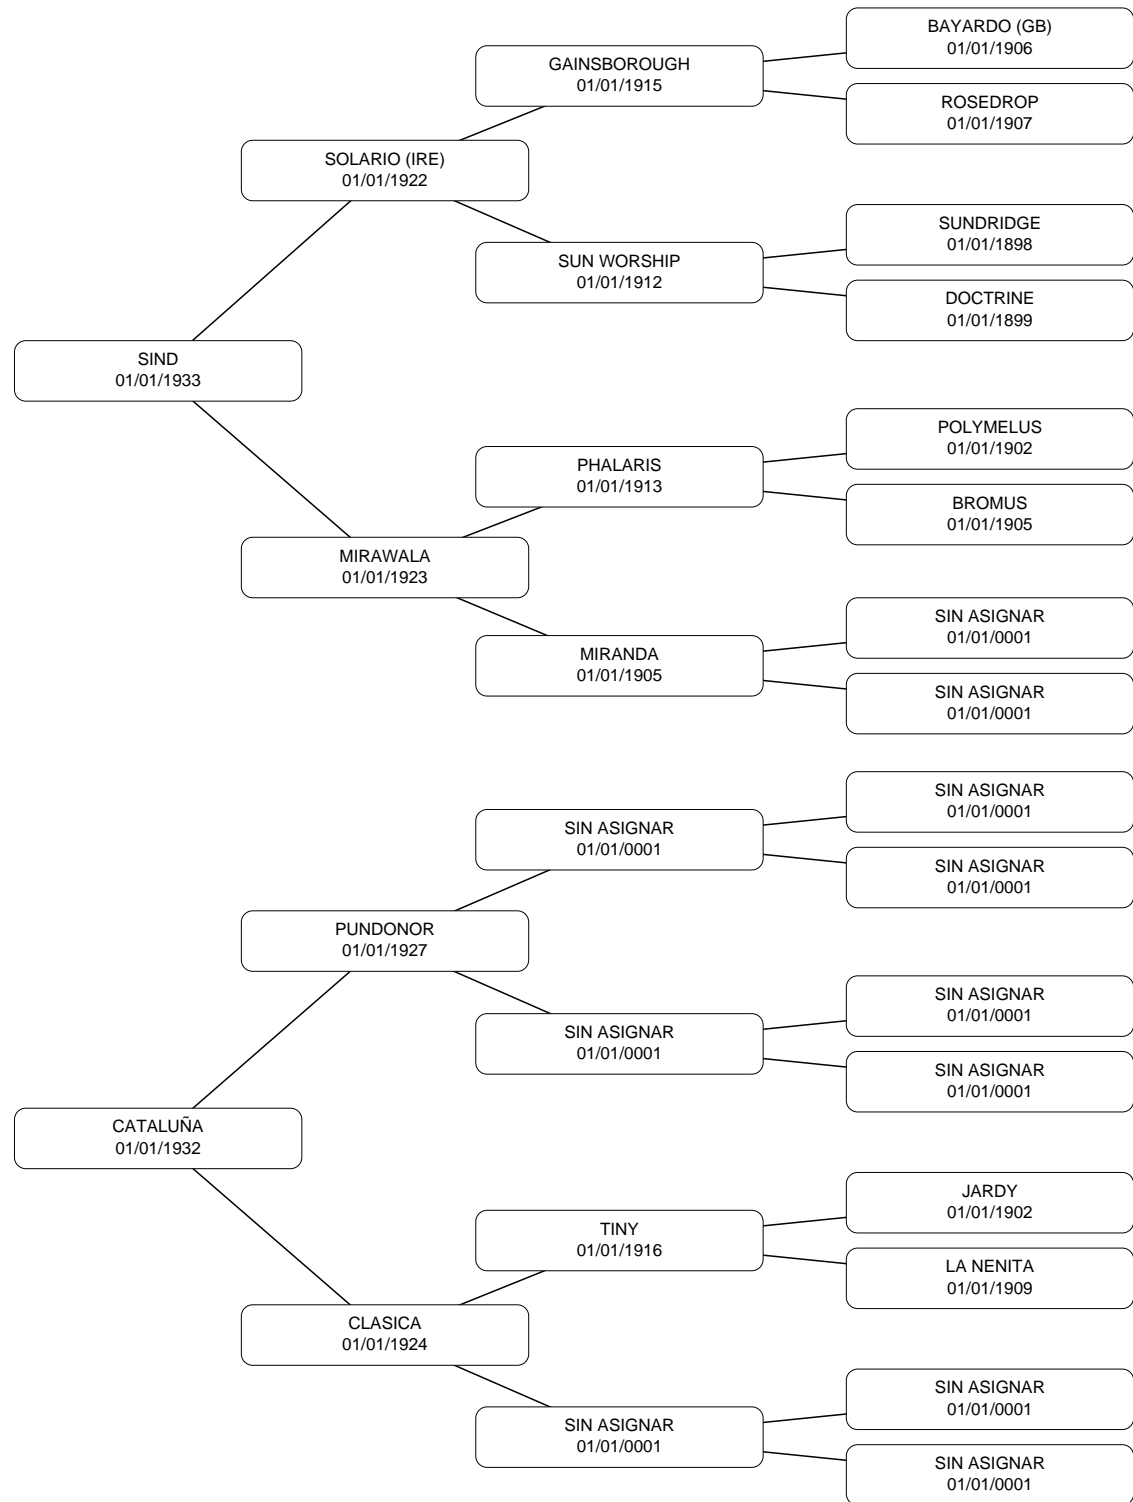 BAYARDO (GB)
01/01/1906
GAINSBOROUGH
01/01/1915
ROSEDROP
01/01/1907
SOLARIO (IRE)
01/01/1922
SUNDRIDGE
01/01/1898
SUN WORSHIP
01/01/1912
DOCTRINE
01/01/1899
SIND
01/01/1933
POLYMELUS
01/01/1902
PHALARIS
01/01/1913
BROMUS
01/01/1905
MIRAWALA
01/01/1923
SIN ASIGNAR
01/01/0001
MIRANDA
01/01/1905
SIN ASIGNAR
01/01/0001
SIN ASIGNAR
01/01/0001
SIN ASIGNAR
01/01/0001
SIN ASIGNAR
01/01/0001
PUNDONOR
01/01/1927
SIN ASIGNAR
01/01/0001
SIN ASIGNAR
01/01/0001
SIN ASIGNAR
01/01/0001
CATALUÑA
01/01/1932
JARDY
01/01/1902
TINY
01/01/1916
LA NENITA
01/01/1909
CLASICA
01/01/1924
SIN ASIGNAR
01/01/0001
SIN ASIGNAR
01/01/0001
SIN ASIGNAR
01/01/0001